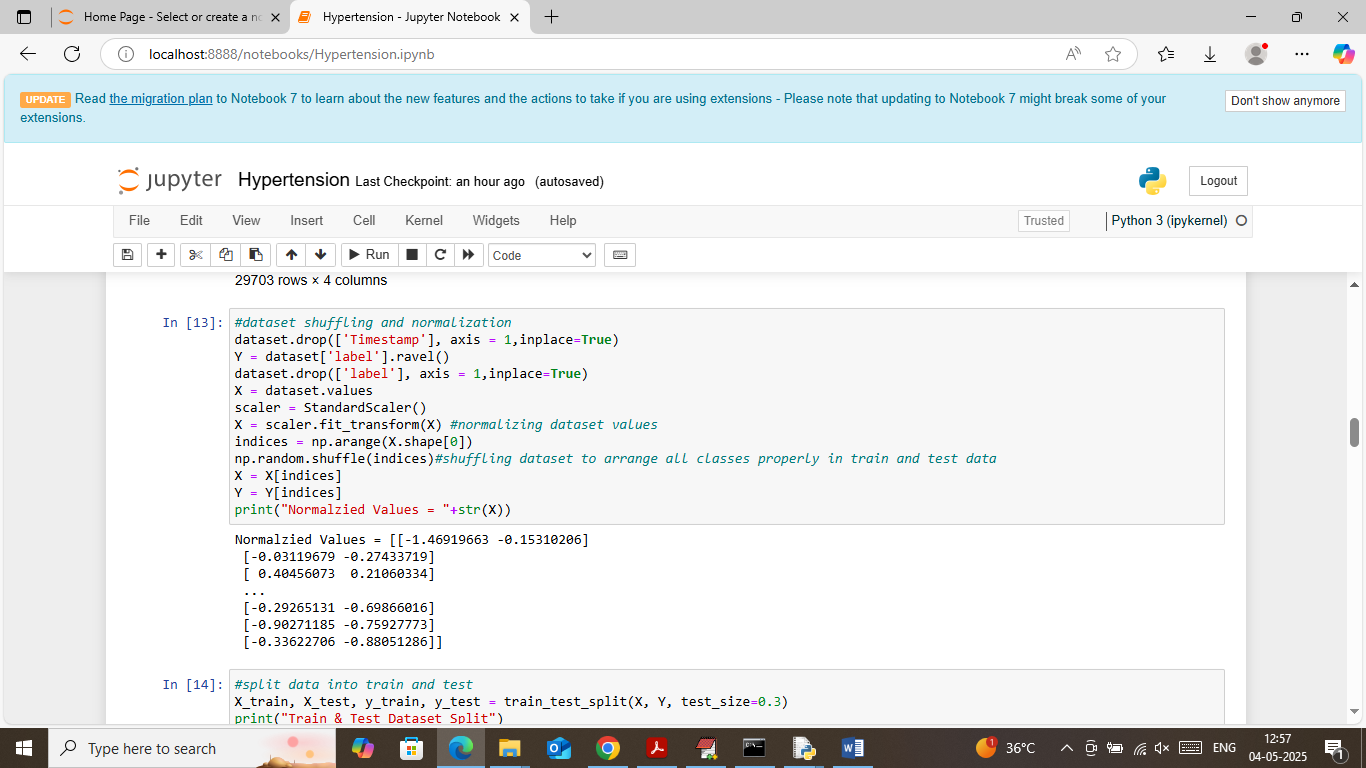 Home Page - Select or create a no
Hypertension - Jupyter Notebook
localhost:8888/notebooks/Hypertension.ipynb
UPDATE Read the migration plan to Notebook 7 to learn about the new features and the actions to take if you are using extensions - Please note that updating to Notebook 7 might break some of your
extensions.
Don't show anymore
jupyter Hypertension Last Checkpoint: an hour ago (autosaved)
Logout
File Edit View Insert Cell Kernel Widgets Help
Trusted
Python 3 (ipykernel)
Run
Code
29703 rows × 4 columns
In [13]:
#dataset shuffling and normalization
dataset.drop(['Timestamp'], axis = 1,inplace=True)
Y = dataset['label'].ravel()
dataset.drop(['label'], axis = 1,inplace=True)
X = dataset.values
scaler = StandardScaler()
X = scaler.fit_transform(X) #normalizing dataset values
indices = np.arange(X.shape[0])
np.random.shuffle(indices)#shuffling dataset to arrange all classes properly in train and test data
X = X[indices]
Y = Y[indices]
print("Normalzied Values = "+str(X))
Normalzied Values = [[-1.46919663 -0.15310206]
[-0.03119679 -0.27433719]
[ 0.40456073 0.21060334]
...
[-0.29265131 -0.69866016]
[-0.90271185 -0.75927773]
[-0.33622706 -0.88051286]]
In [14]:
#split data into train and test
X_train, X_test, y_train, y_test = train_test_split(X, Y, test_size=0.3)
print("Train & Test Dataset Split")
Type here to search
1
36°C
ENG
12:57
04-05-2025
1